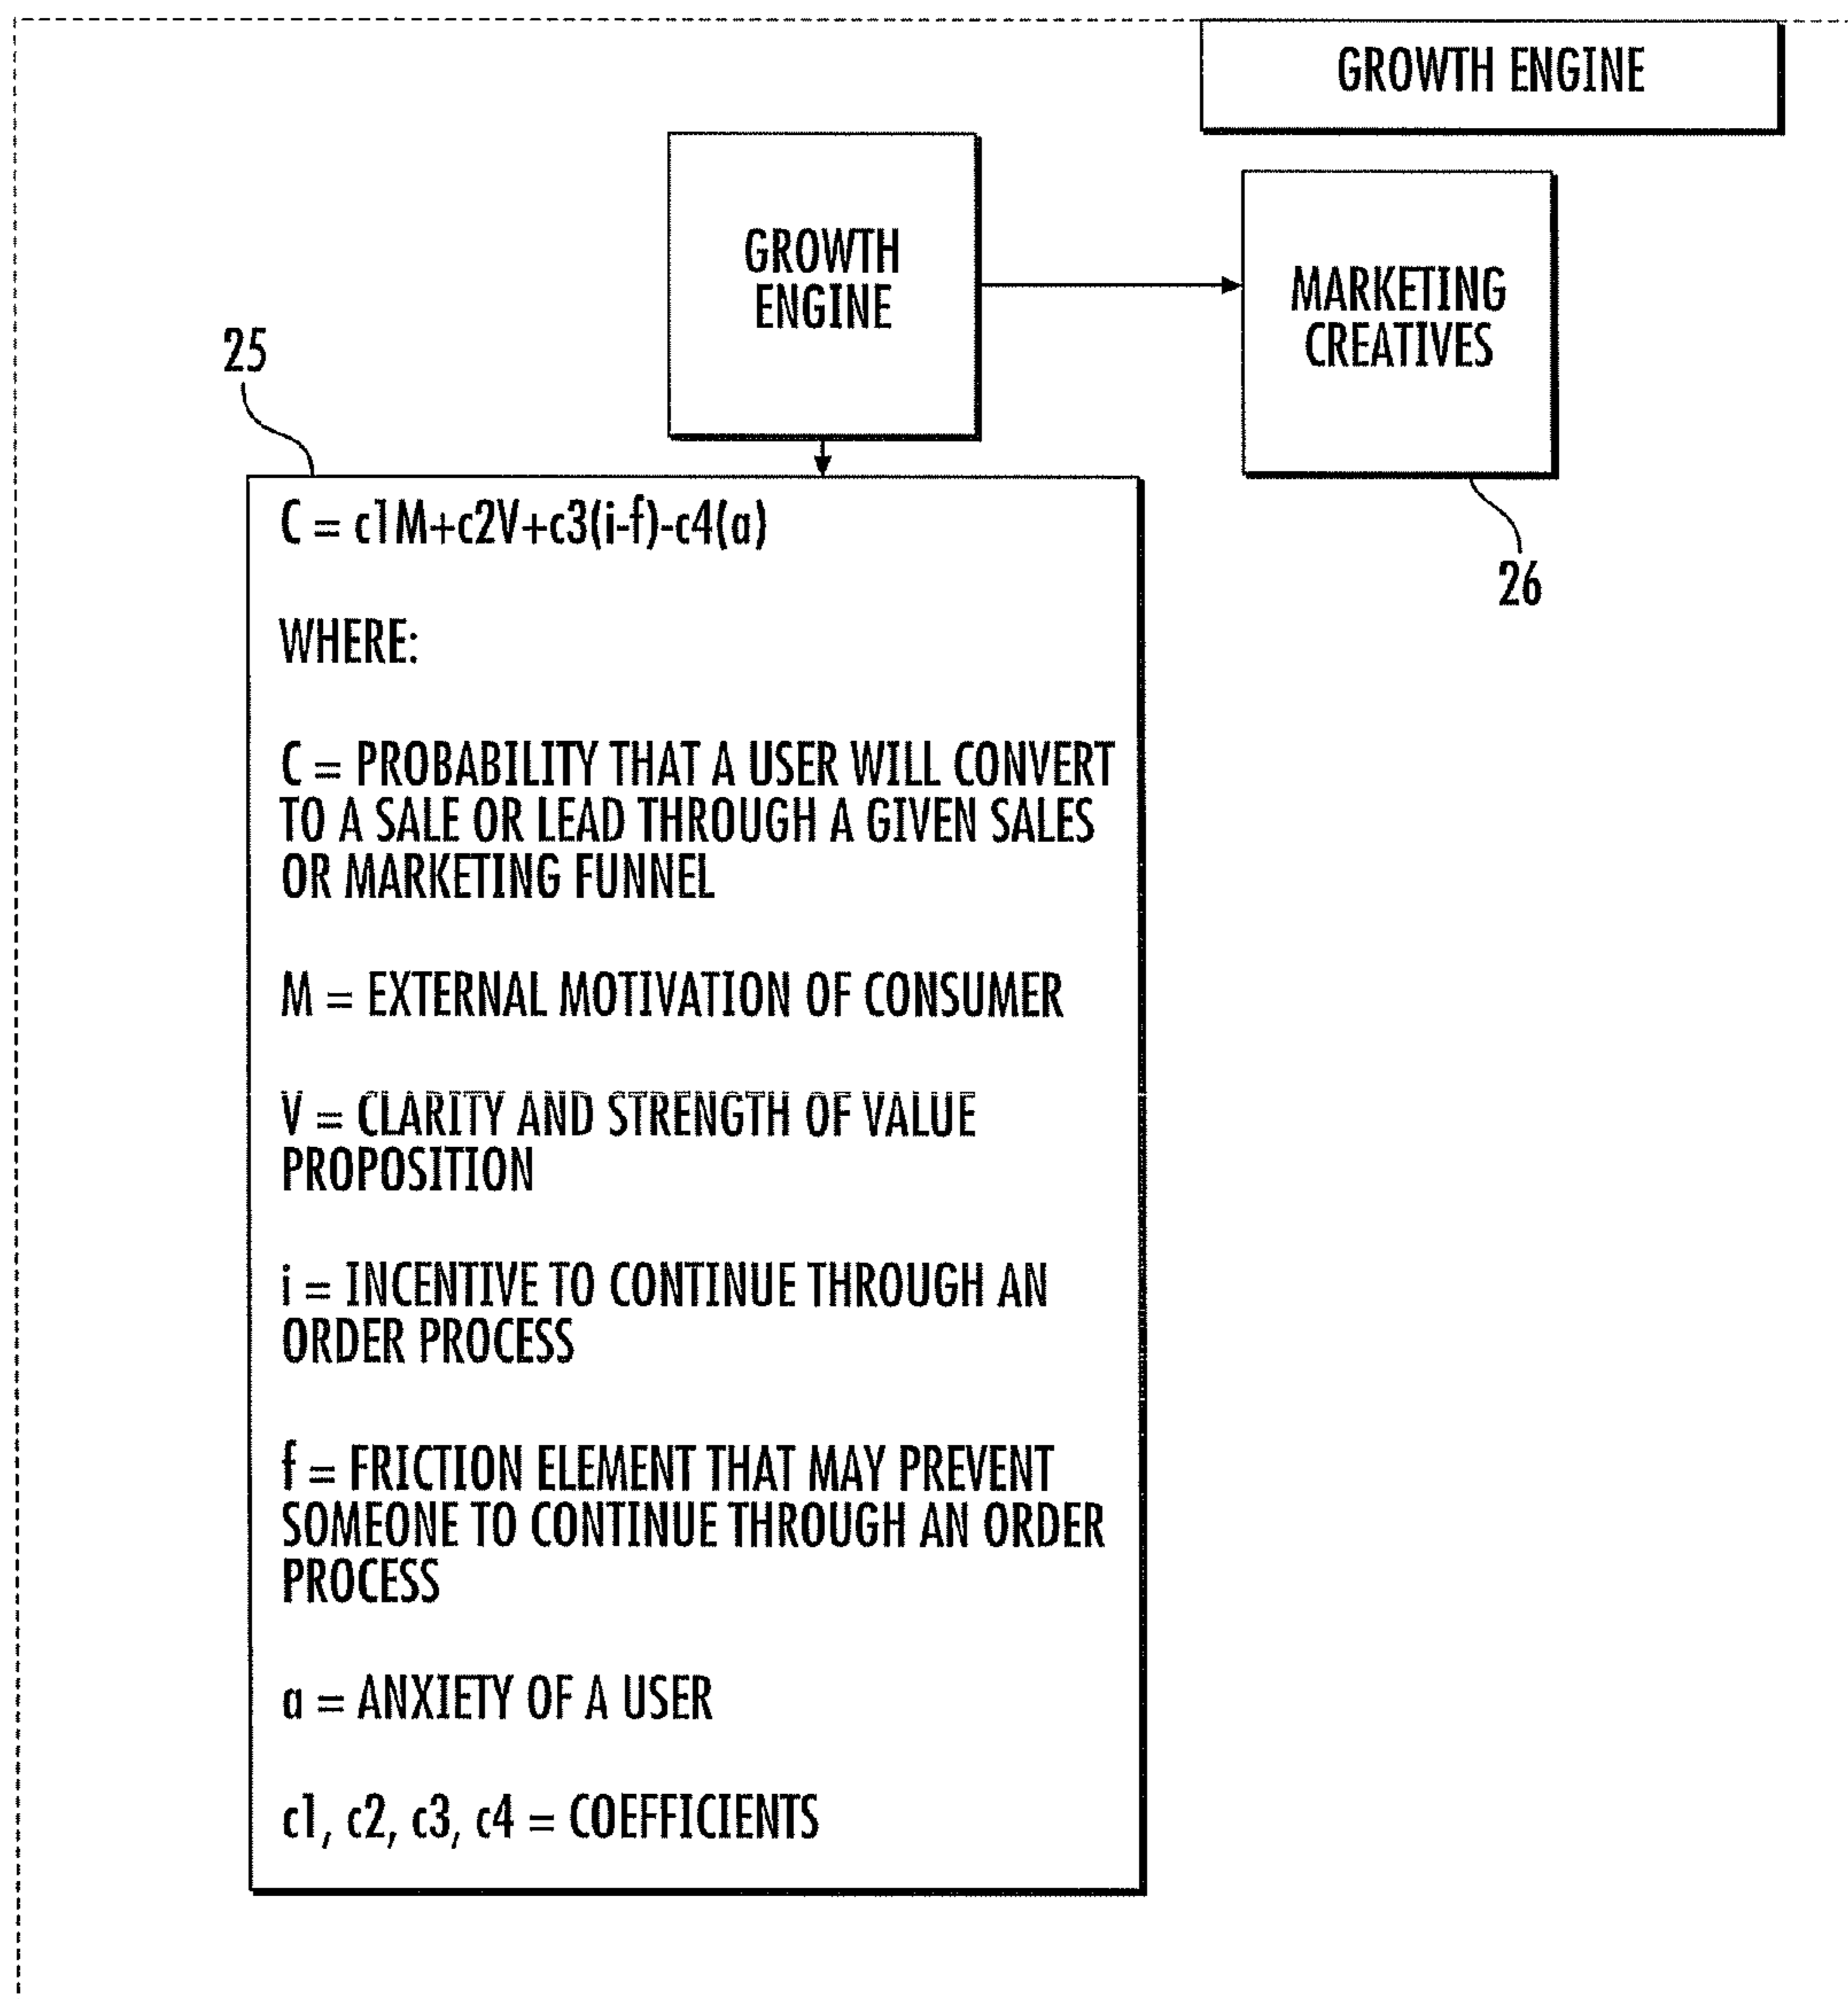 GROWTH ENGINE
GROWTH
ENGINE
MARKETING
CREATIVES
25
26
C = c1M+c2V+c3(i-f)-c4(a)
WHERE:
C = PROBABILITY THAT A USER WILL CONVERT
TO A SALE OR LEAD THROUGH A GIVEN SALES
OR MARKETING FUNNEL
M = EXTERNAL MOTIVATION OF CONSUMER
V = CLARITY AND STRENGTH OF VALUE
PROPOSITION
i = INCENTIVE TO CONTINUE THROUGH AN
ORDER PROCESS
f = FRICTION ELEMENT THAT MAY PREVENT
SOMEONE TO CONTINUE THROUGH AN ORDER
PROCESS
a = ANXIETY OF A USER
c1, c2, c3, c4 = COEFFICIENTS